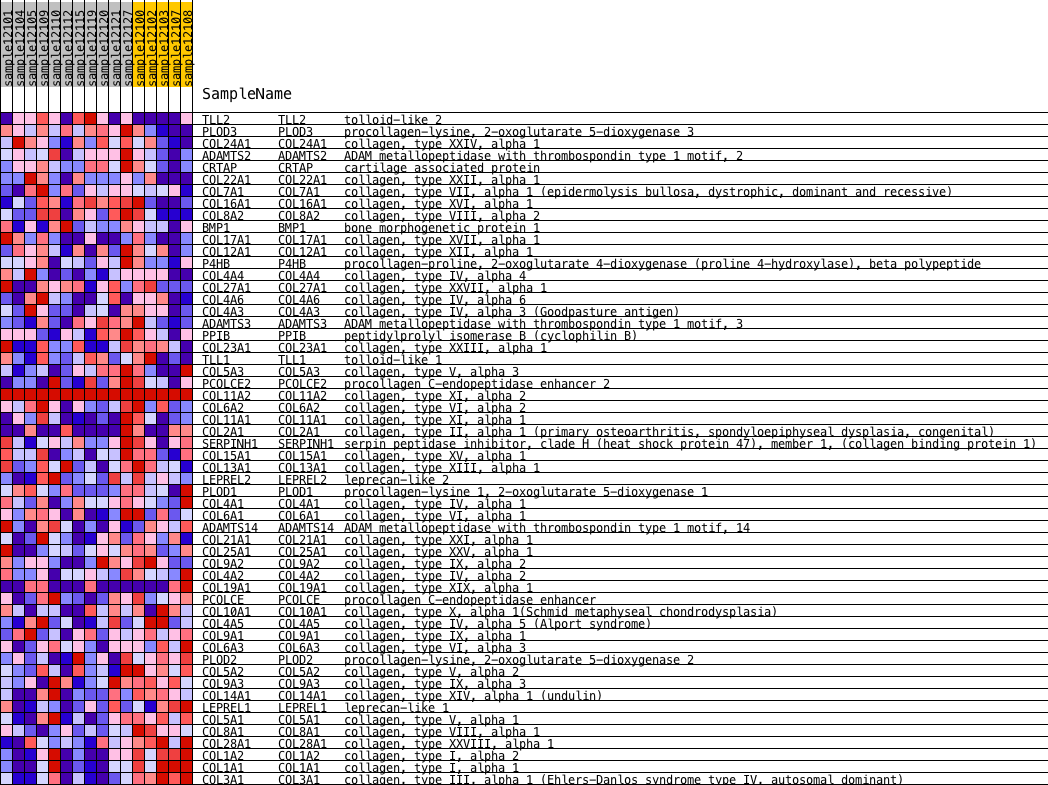 sample12101
sample12104
sample12105
sample12109
sample12110
sample12112
sample12115
sample12119
sample12120
sample12121
sample12127
sample12100
sample12102
sample12103
sample12107
sample12108
SampleName
TLL2 TLL2 tolloid-like 2
PLOD3 PLOD3 procollagen-lysine, 2-oxoglutarate 5-dioxygenase 3
COL24A1 COL24A1 collagen, type XXIV, alpha 1
ADAMTS2 ADAMTS2 ADAM metallopeptidase with thrombospondin type 1 motif, 2
CRTAP CRTAP cartilage associated protein
COL22A1 COL22A1 collagen, type XXII, alpha 1
COL7A1 COL7A1 collagen, type VII, alpha 1 (epidermolysis bullosa, dystrophic, dominant and recessive)
COL16A1 COL16A1 collagen, type XVI, alpha 1
COL8A2 COL8A2 collagen, type VIII, alpha 2
BMP1 BMP1 bone morphogenetic protein 1
COL17A1 COL17A1 collagen, type XVII, alpha 1
COL12A1 COL12A1 collagen, type XII, alpha 1
P4HB P4HB procollagen-proline, 2-oxoglutarate 4-dioxygenase (proline 4-hydroxylase), beta polypeptide
COL4A4 COL4A4 collagen, type IV, alpha 4
COL27A1 COL27A1 collagen, type XXVII, alpha 1
COL4A6 COL4A6 collagen, type IV, alpha 6
COL4A3 COL4A3 collagen, type IV, alpha 3 (Goodpasture antigen)
ADAMTS3 ADAMTS3 ADAM metallopeptidase with thrombospondin type 1 motif, 3
PPIB PPIB peptidylprolyl isomerase B (cyclophilin B)
COL23A1 COL23A1 collagen, type XXIII, alpha 1
TLL1 TLL1 tolloid-like 1
COL5A3 COL5A3 collagen, type V, alpha 3
PCOLCE2 PCOLCE2 procollagen C-endopeptidase enhancer 2
COL11A2 COL11A2 collagen, type XI, alpha 2
COL6A2 COL6A2 collagen, type VI, alpha 2
COL11A1 COL11A1 collagen, type XI, alpha 1
COL2A1 COL2A1 collagen, type II, alpha 1 (primary osteoarthritis, spondyloepiphyseal dysplasia, congenital)
SERPINH1 SERPINH1 serpin peptidase inhibitor, clade H (heat shock protein 47), member 1, (collagen binding protein 1)
COL15A1 COL15A1 collagen, type XV, alpha 1
COL13A1 COL13A1 collagen, type XIII, alpha 1
LEPREL2 LEPREL2 leprecan-like 2
PLOD1 PLOD1 procollagen-lysine 1, 2-oxoglutarate 5-dioxygenase 1
COL4A1 COL4A1 collagen, type IV, alpha 1
COL6A1 COL6A1 collagen, type VI, alpha 1
ADAMTS14 ADAMTS14 ADAM metallopeptidase with thrombospondin type 1 motif, 14
COL21A1 COL21A1 collagen, type XXI, alpha 1
COL25A1 COL25A1 collagen, type XXV, alpha 1
COL9A2 COL9A2 collagen, type IX, alpha 2
COL4A2 COL4A2 collagen, type IV, alpha 2
COL19A1 COL19A1 collagen, type XIX, alpha 1
PCOLCE PCOLCE procollagen C-endopeptidase enhancer
COL10A1 COL10A1 collagen, type X, alpha 1(Schmid metaphyseal chondrodysplasia)
COL4A5 COL4A5 collagen, type IV, alpha 5 (Alport syndrome)
COL9A1 COL9A1 collagen, type IX, alpha 1
COL6A3 COL6A3 collagen, type VI, alpha 3
PLOD2 PLOD2 procollagen-lysine, 2-oxoglutarate 5-dioxygenase 2
COL5A2 COL5A2 collagen, type V, alpha 2
COL9A3 COL9A3 collagen, type IX, alpha 3
COL14A1 COL14A1 collagen, type XIV, alpha 1 (undulin)
LEPREL1 LEPREL1 leprecan-like 1
COL5A1 COL5A1 collagen, type V, alpha 1
COL8A1 COL8A1 collagen, type VIII, alpha 1
COL28A1 COL28A1 collagen, type XXVIII, alpha 1
COL1A2 COL1A2 collagen, type I, alpha 2
COL1A1 COL1A1 collagen, type I, alpha 1
COL3A1 COL3A1 collagen, type III, alpha 1 (Ehlers-Danlos syndrome type IV, autosomal dominant)